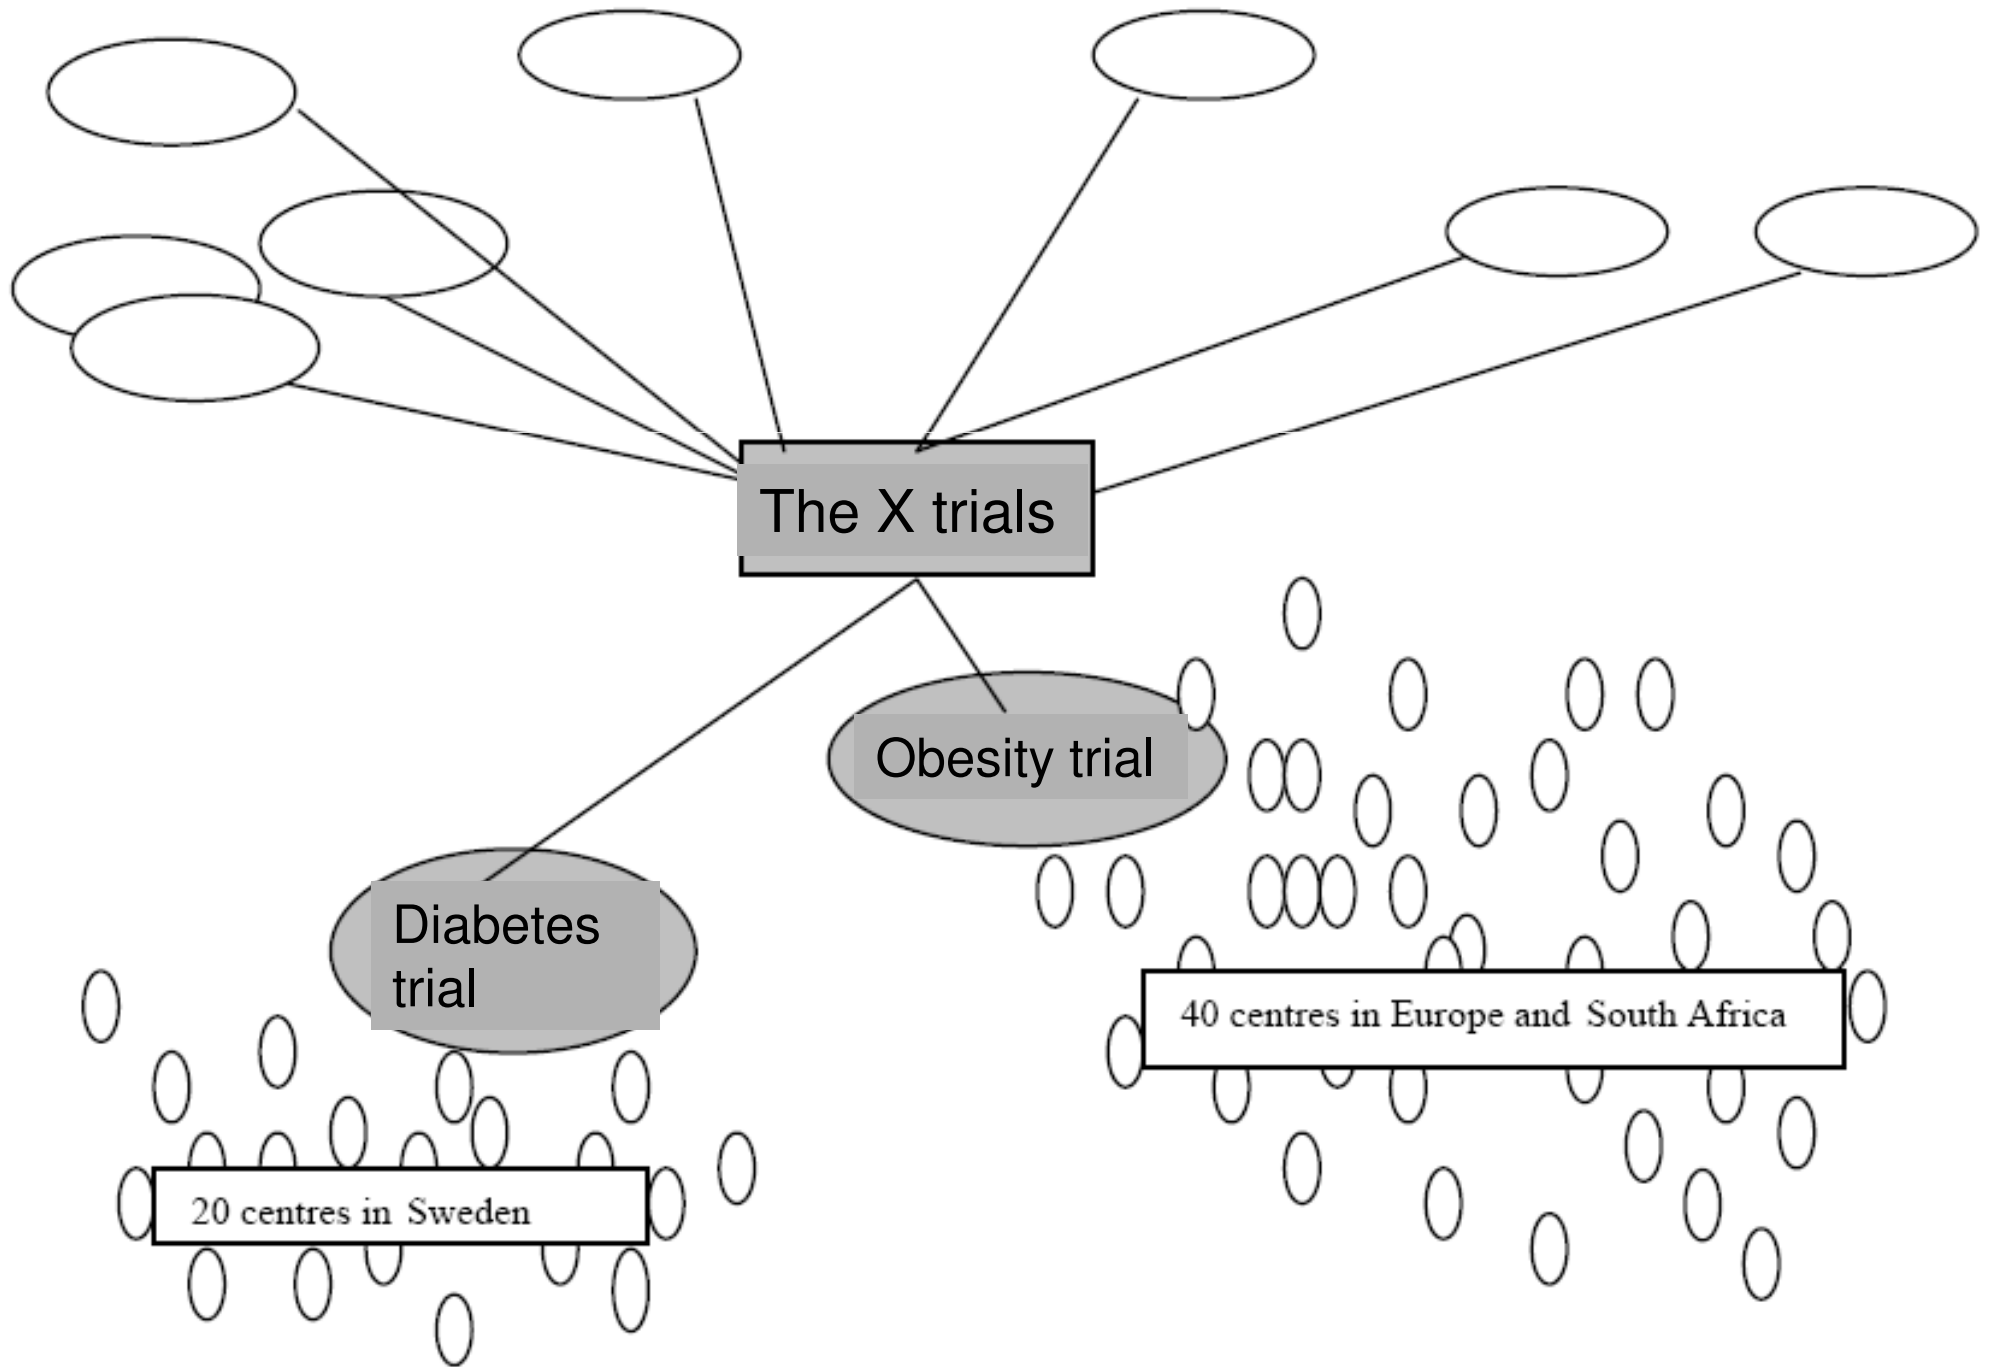 The X trials
Obesity trial
Diabetes
trial
40 centres in Europe and South Africa
20 centres in Sweden